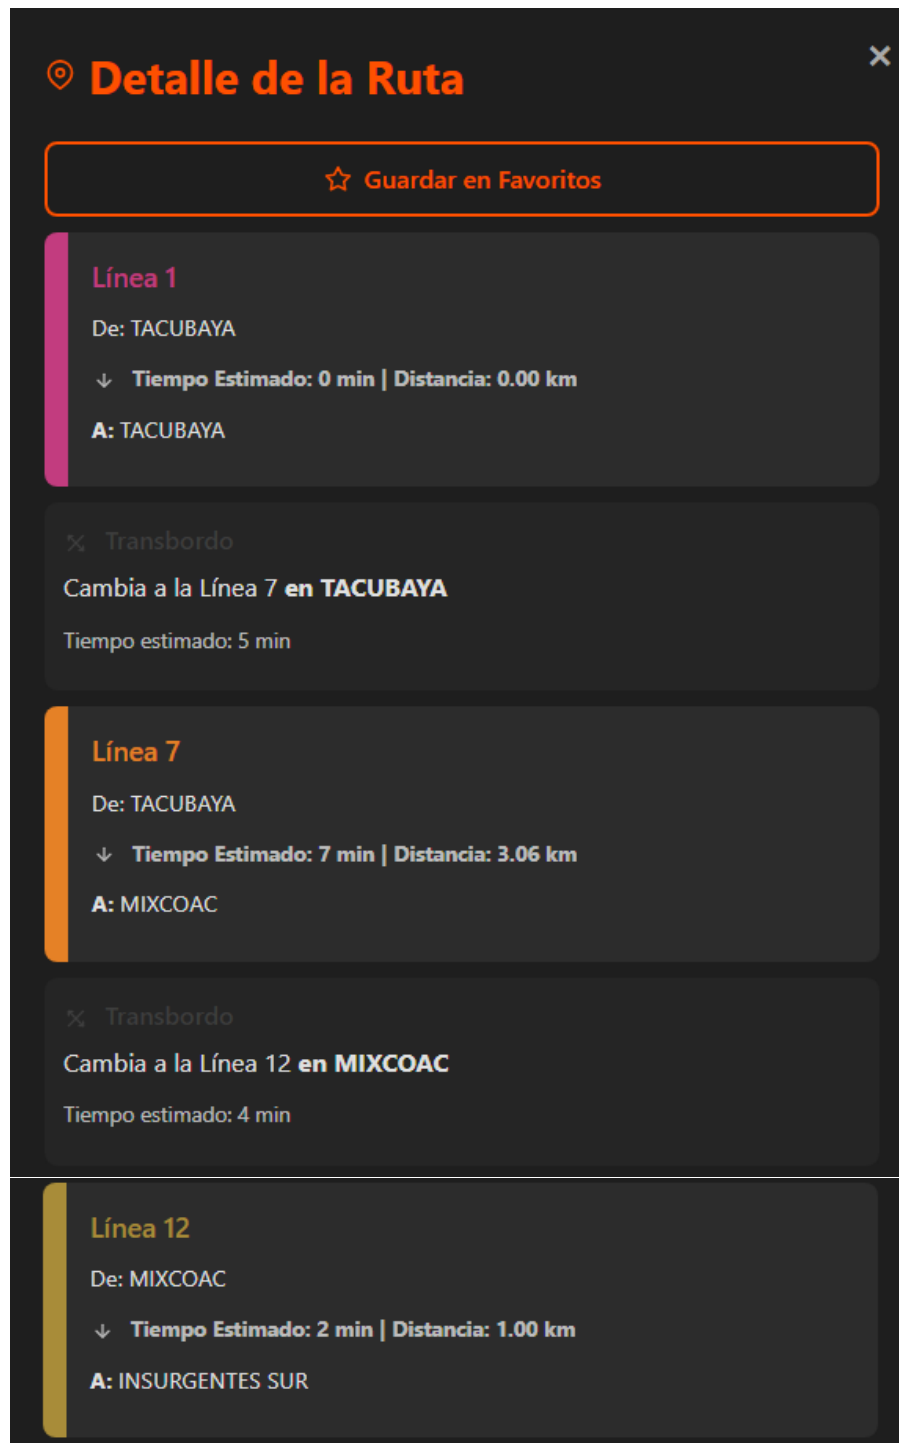 Detalle de la Ruta
Guardar en Favoritos
Línea 1
De: TACUBAYA
Tiempo Estimado: 0 min | Distancia: 0.00 km
A: TACUBAYA
Transbordo
Cambia a la Línea 7 en TACUBAYA
Tiempo estimado: 5 min
Línea 7
De: TACUBAYA
Tiempo Estimado: 7 min | Distancia: 3.06 km
A: MIXCOAC
Transbordo
Cambia a la Línea 12 en MIXCOAC
Tiempo estimado: 4 min
Línea 12
De: MIXCOAC
Tiempo Estimado: 2 min | Distancia: 1.00 km
A: INSURGENTES SUR